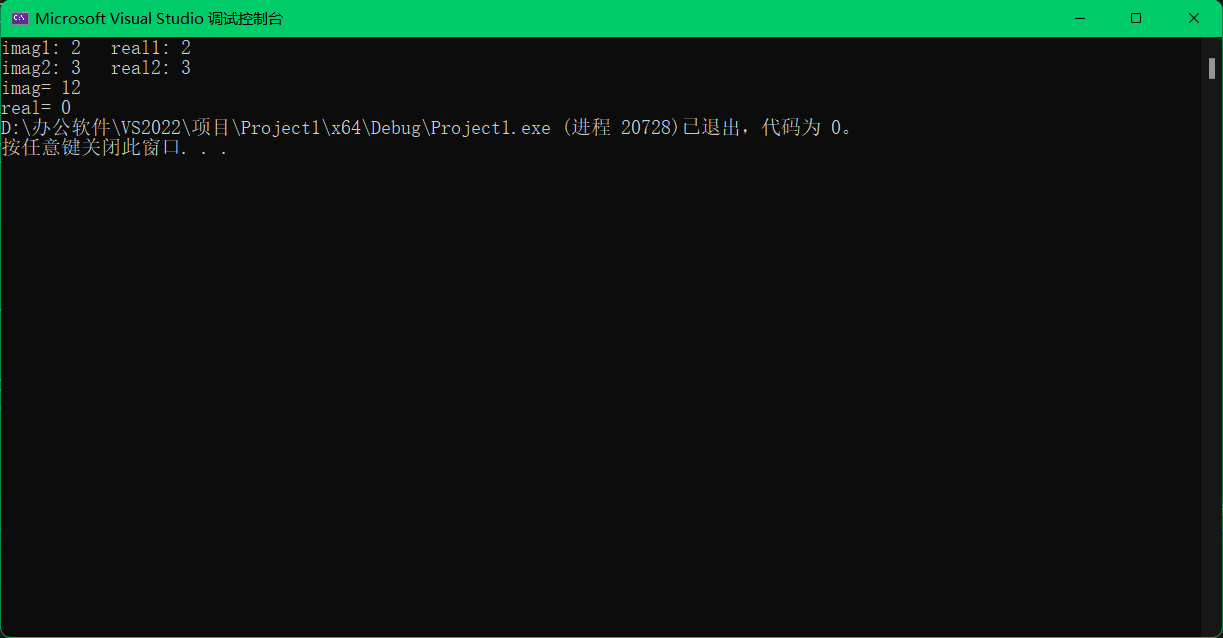 Microsoft Visual Studio 调试控制台
imag1: 2   real1: 2
imag2: 3   real2: 3
imag= 12
real= 0
D:\办公软件\VS2022\项目\Project1\x64\Debug\Project1.exe (进程 20728)已退出，代码为 0。
按任意键关闭此窗口. . .